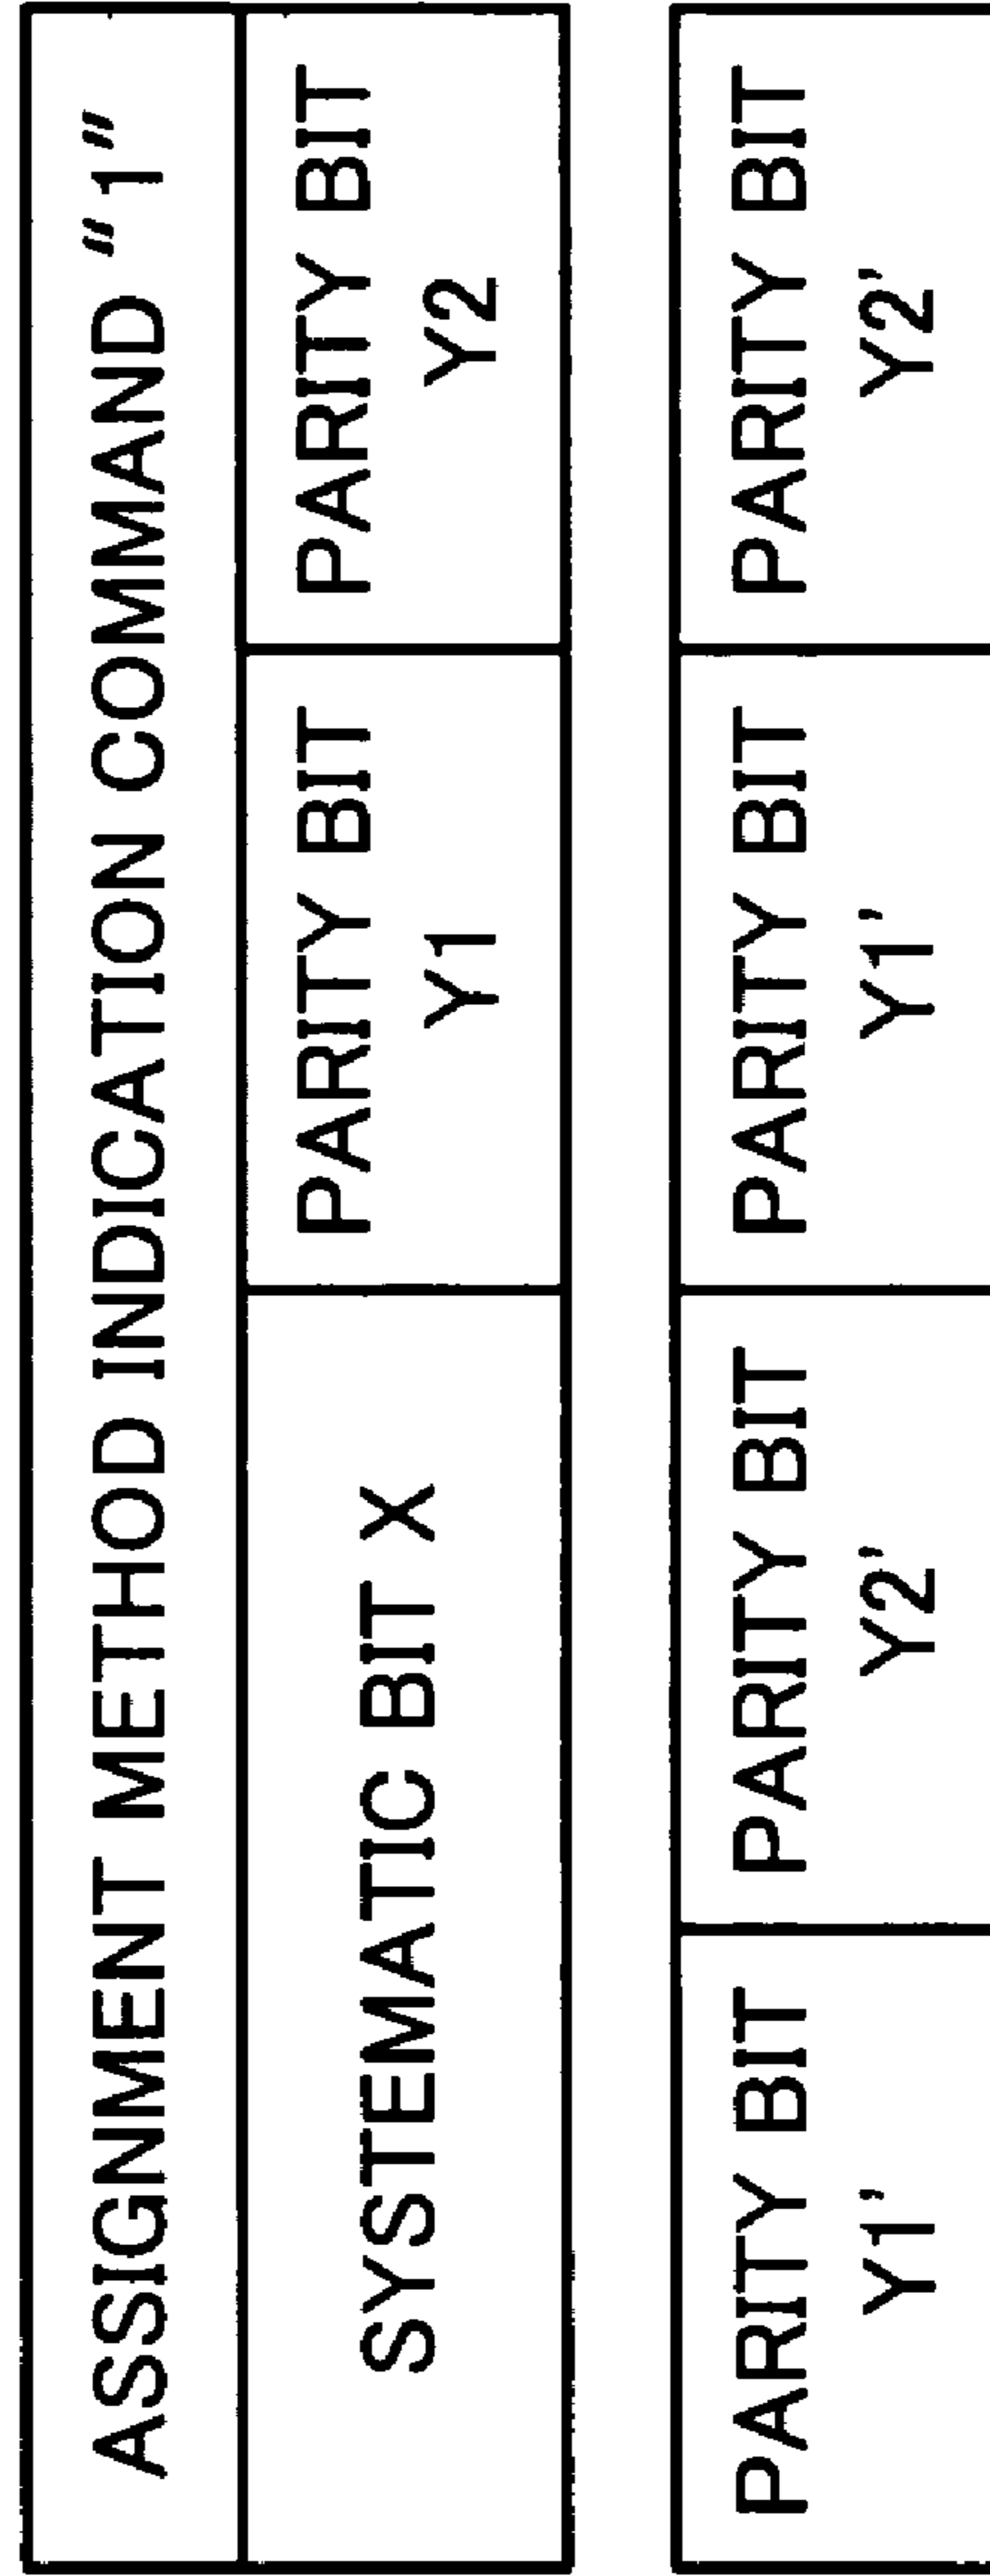 ASSIGNMENT METHOD INDICATION COMMAND "1"
SYSTEMATIC BIT X
PARITY BIT
Y1
PARITY BIT
Y2
PARITY BIT
Y1'
PARITY BIT
Y2'
PARITY BIT
Y1'
PARITY BIT
Y2'